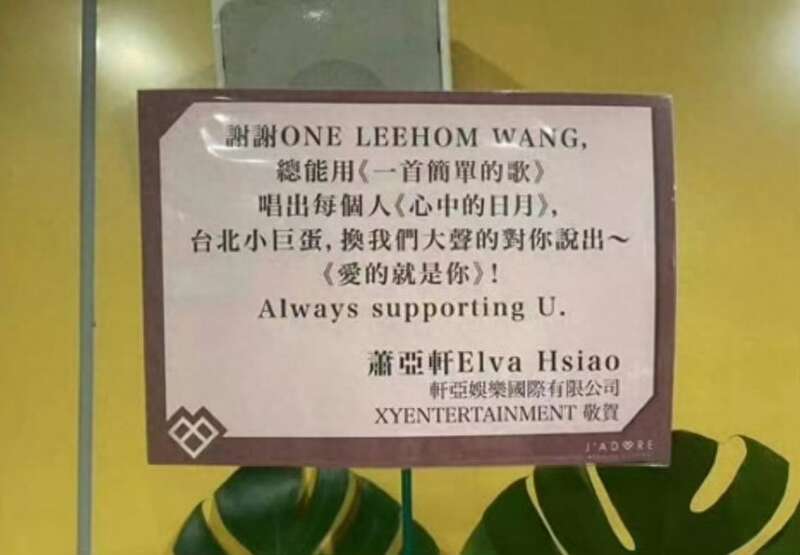 謝謝ONE LEEHOM WANG,
總能用《一首簡單的歌》
唱出每個人《心中的日月》,
台北小巨蛋, 換我們大聲的對你說出～
《愛的就是你》!
Always supporting U.
蕭亞軒Elva Hsiao
軒亞娛樂國際有限公司
XYENTERTAINMENT 敬賀
J'ADORE